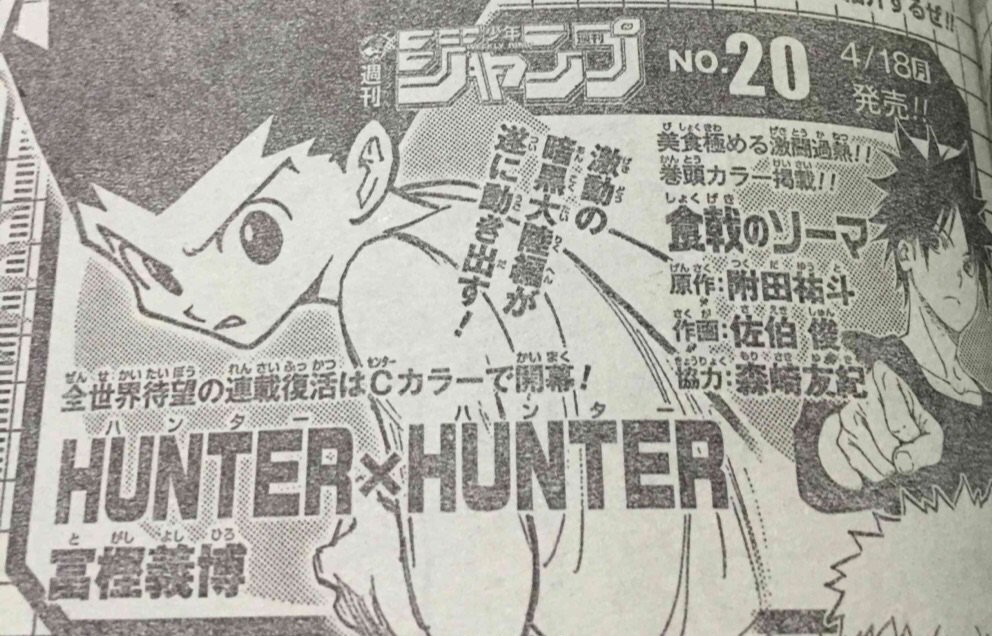 するぜ!!
週刊
少年
ジャンプ
NO.20
4/18月
発売!!
激動の
暗黒大陸編が
遂に動き出す!
美食極める激闘過熱!!
巻頭カラー掲載!!
食戟のソーマ
原作:附田祐斗
作画:佐伯 俊
協力:森崎友紀
全世界待望の連載復活はCカラーで開幕!
HUNTER×HUNTER
冨樫義博